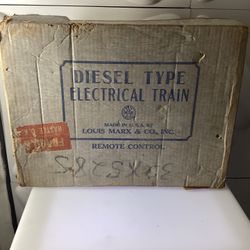 DIESEL TYPE
ELECTRICAL TRAIN
MADE IN U.S.A. BY
LOUIS MARX & CO., INC.
REMOTE CONTROL